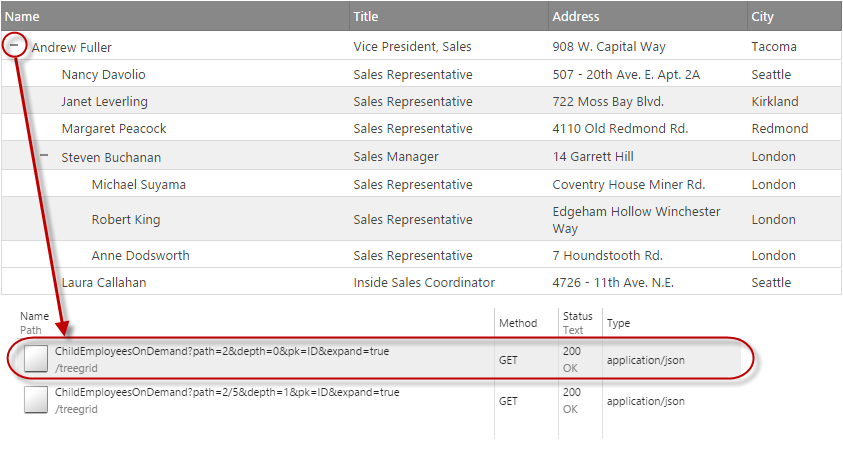 Name Title Address City
Andrew Fuller Vice President, Sales 908 W. Capital Way Tacoma
Nancy Davolio Sales Representative 507 - 20th Ave. E. Apt. 2A Seattle
Janet Leverling Sales Representative 722 Moss Bay Blvd. Kirkland
Margaret Peacock Sales Representative 4110 Old Redmond Rd. Redmond
Steven Buchanan Sales Manager 14 Garrett Hill London
Michael Suyama Sales Representative Coventry House Miner Rd. London
Robert King Sales Representative Edgeham Hollow Winchester London
Way
Anne Dodsworth Sales Representative 7 Houndstooth Rd. London
Laura Callahan Inside Sales Coordinator 4726 - 11th Ave. N.E. Seattle
Name Method Status Type
Path Text
ChildEmployeesOnDemand?path=2&depth=0&pk=ID&expand=true GET 200 application/json
/treegrid OK
ChildEmployeesOnDemand?path=2/5&depth=1&pk=ID&expand=true GET 200 application/json
/treegrid OK